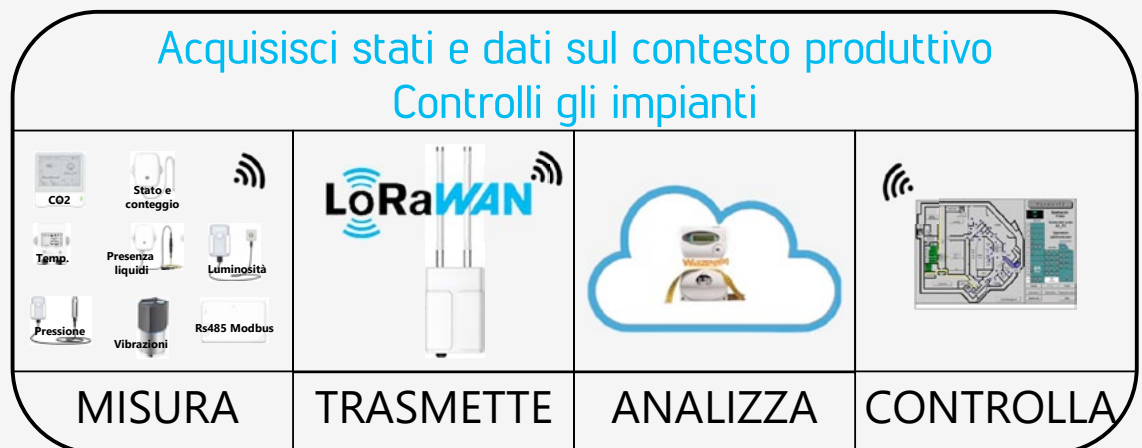 Acquisisci stati e dati sul contesto produttivo
Controlli gli impianti
CO2
Stato e
conteggio
Temp.
Presenza
liquidi
Luminosità
Pressione
Vibrazioni
Rs485 Modbus
LoRaWAN
MISURA
TRASMETTE
ANALIZZA
CONTROLLA